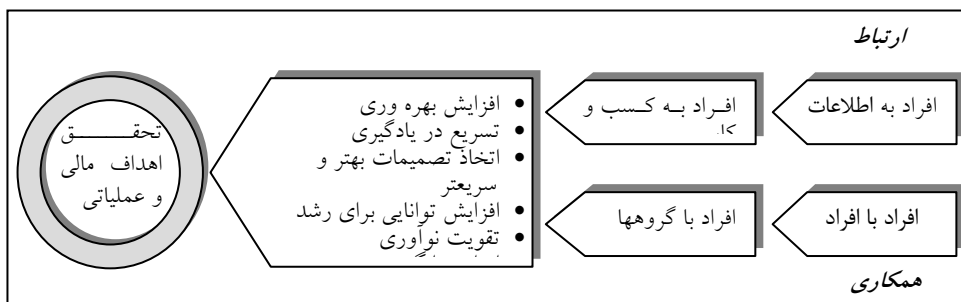 ارتباط
افراد به اطلاعات
افراد به کسب و
افزایش بهره وری
تسریع در یادگیری
اتخاذ تصمیمات بهتر و
سریعتر
افزایش توانایی برای رشد
تقویت نوآوری
تحقق
اهداف مالی
و عملیاتی
افراد با افراد
افراد با گروهها
همکاری